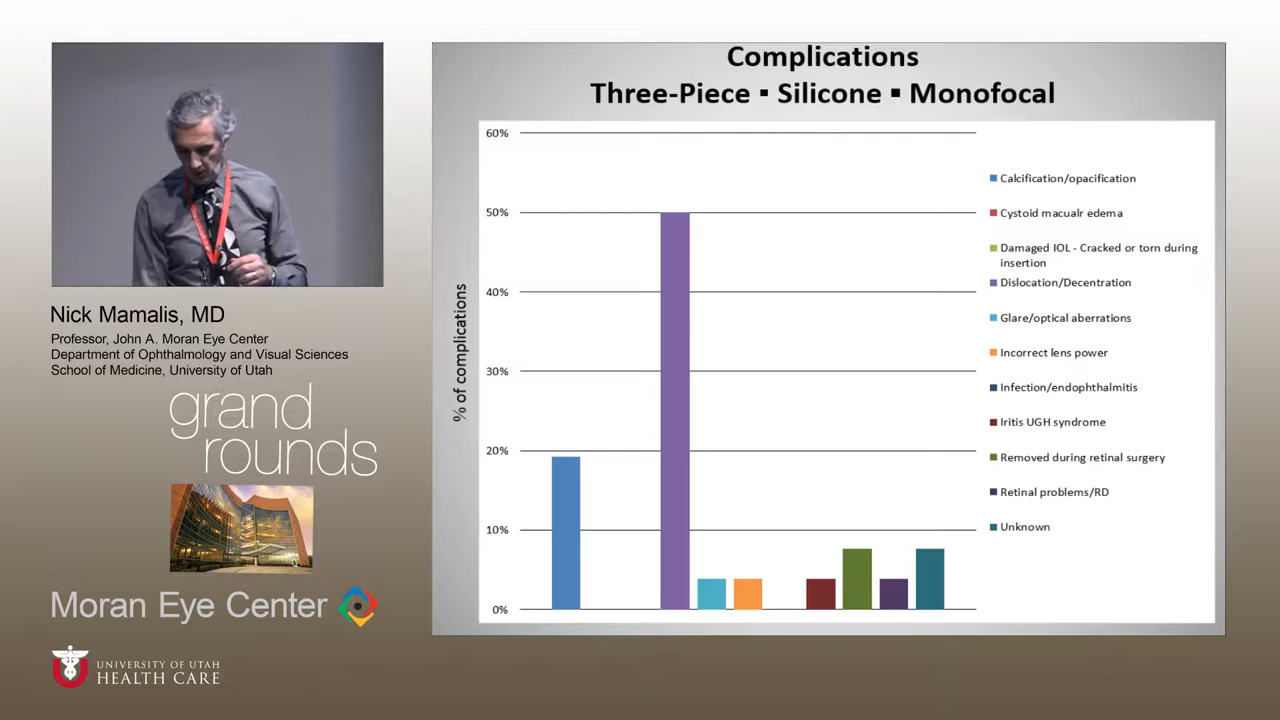 Complications
Three-Piece ▪ Silicone ▪ Monofocal
60%
50%
40%
30%
20%
10%
0%
% of complications
Calcification/opacification
Cystoid macualr edema
Damaged IOL - Cracked or torn during
insertion
Dislocation/Decentration
Glare/optical aberrations
Incorrect lens power
Infection/endophthalmitis
Iritis UGH syndrome
Removed during retinal surgery
Retinal problems/RD
Unknown
Nick Mamalis, MD
Professor, John A. Moran Eye Center
Department of Ophthalmology and Visual Sciences
School of Medicine, University of Utah
grand
rounds
Moran Eye Center
UNIVERSITY OF UTAH
HEALTH CARE